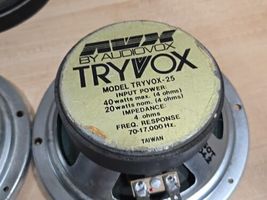 AVX
BY AUDIOVOX
TRYVOX
MODEL TRYVOX-25
INPUT POWER:
40 watts max. (4 ohms)
20 watts nom. (4 ohms)
IMPEDANCE:
4 ohms
FREQ. RESPONSE
70-17,000 Hz.
TAIWAN